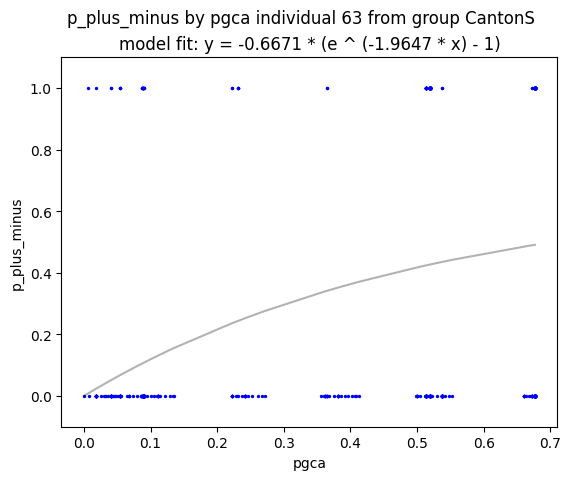 p_plus_minus by pgca individual 63 from group CantonS
model fit: y = -0.6671 * (e ^ (-1.9647 * x) - 1)
1.0
0.8
0.6
0.4
0.2
0.0
p_plus_minus
0.0 0.1 0.2 0.3 0.4 0.5 0.6 0.7
pgca